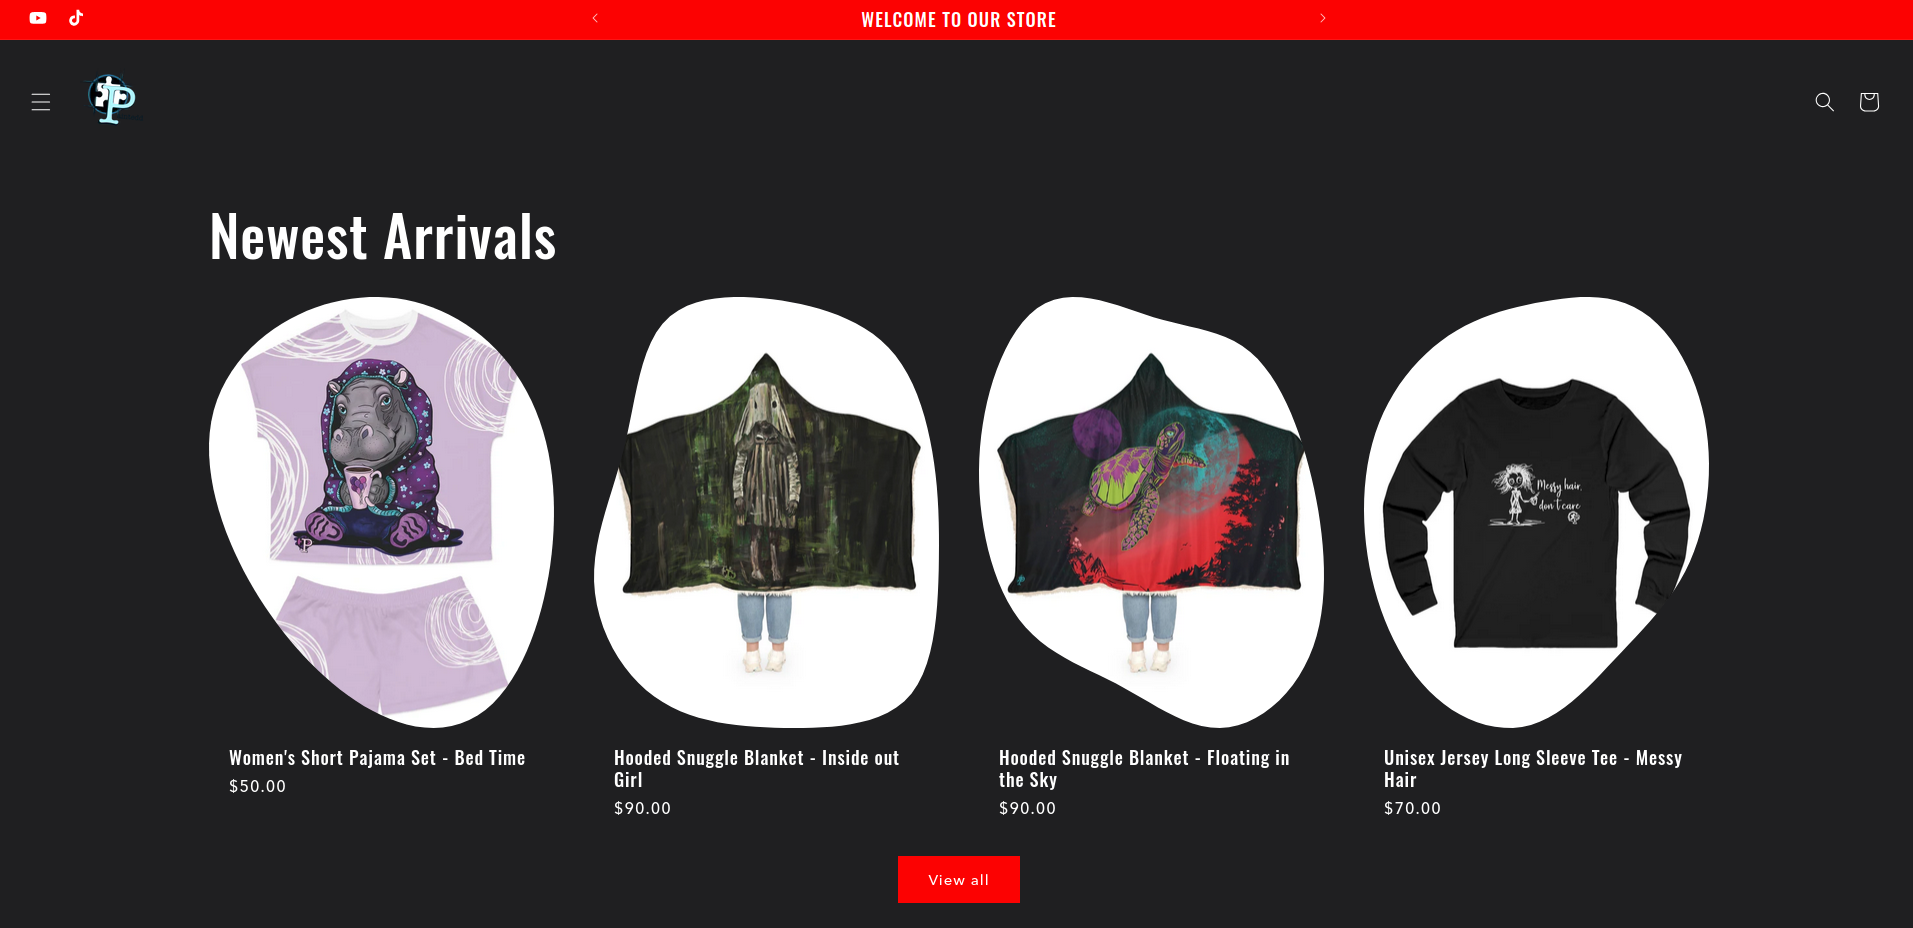 WELCOME TO OUR STORE
P
Newest Arrivals
P
Messy hair,
don't care
Women's Short Pajama Set - Bed Time
$50.00
Hooded Snuggle Blanket - Inside out
Girl
$90.00
Hooded Snuggle Blanket - Floating in
the Sky
$90.00
Unisex Jersey Long Sleeve Tee - Messy
Hair
$70.00
View all